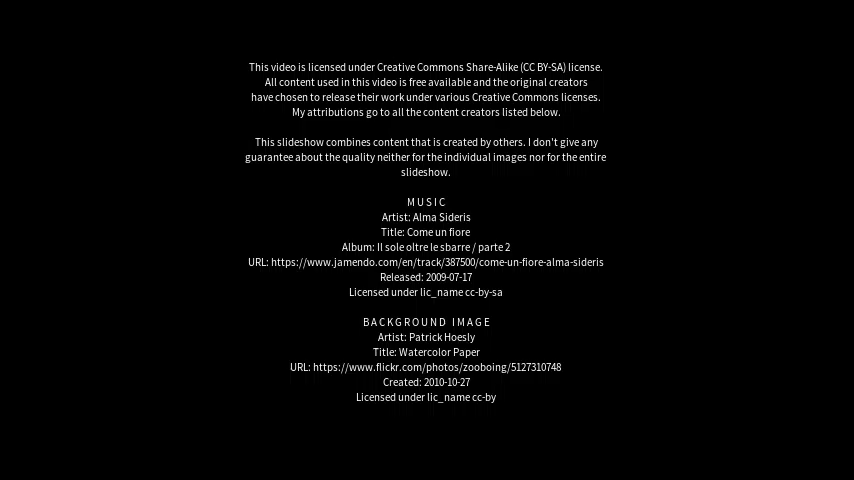 This video is licensed under Creative Commons Share-Alike (CC BY-SA) license.
All content used in this video is free available and the original creators
have chosen to release their work under various Creative Commons licenses.
My attributions go to all the content creators listed below.
This slideshow combines content that is created by others. I don't give any
guarantee about the quality neither for the individual images nor for the entire
slideshow.
MUSIC
Artist: Alma Sideris
Title: Come un fiore
Album: Il sole oltre le sbarre / parte 2
URL: https://www.jamendo.com/en/track/387500/come-un-fiore-alma-sideris
Released: 2009-07-17
Licensed under lic_name cc-by-sa
BACKGROUND IMAGE
Artist: Patrick Hoesly
Title: Watercolor Paper
URL: https://www.flickr.com/photos/zooboing/5127310748
Created: 2010-10-27
Licensed under lic_name cc-by